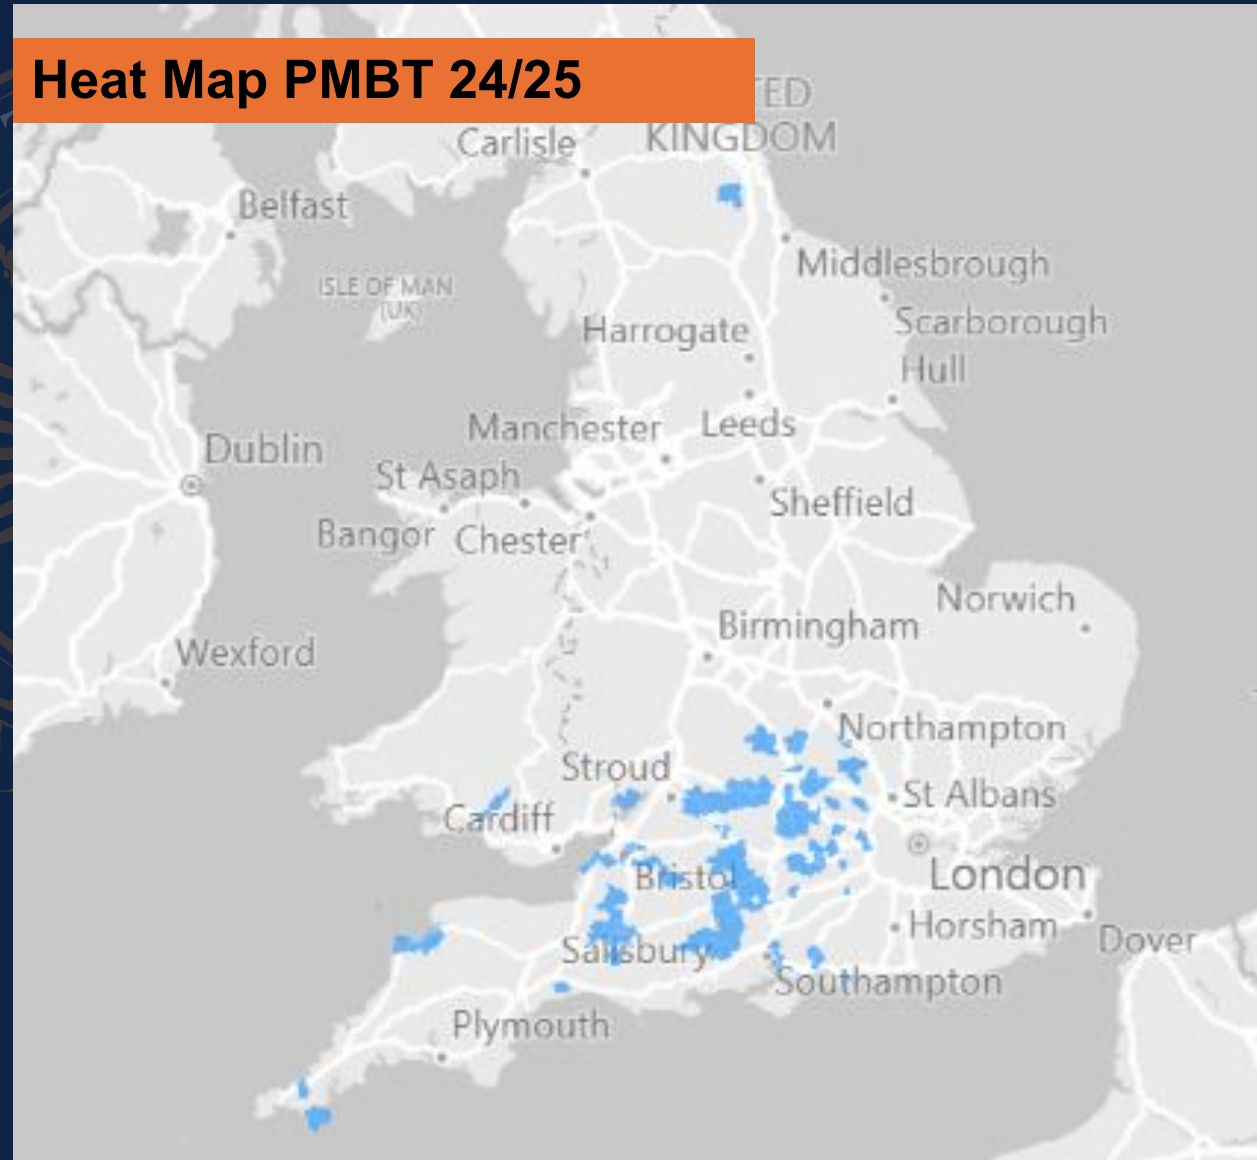 Heat Map PMBT 24/25
TED
KINGDOM
Carlisle
Belfast
Middlesbrough
ISLE OF MAN
(UK)
Scarborough
Harrogate
Hull
Manchester
Leeds
Dublin
St Asaph
Sheffield
Bangor
Chester
Norwich
Birmingham
Wexford
Northampton
Stroud
St Albans
Cardiff
London
Bristol
Horsham
Dover
Salisbury
Southampton
Plymouth